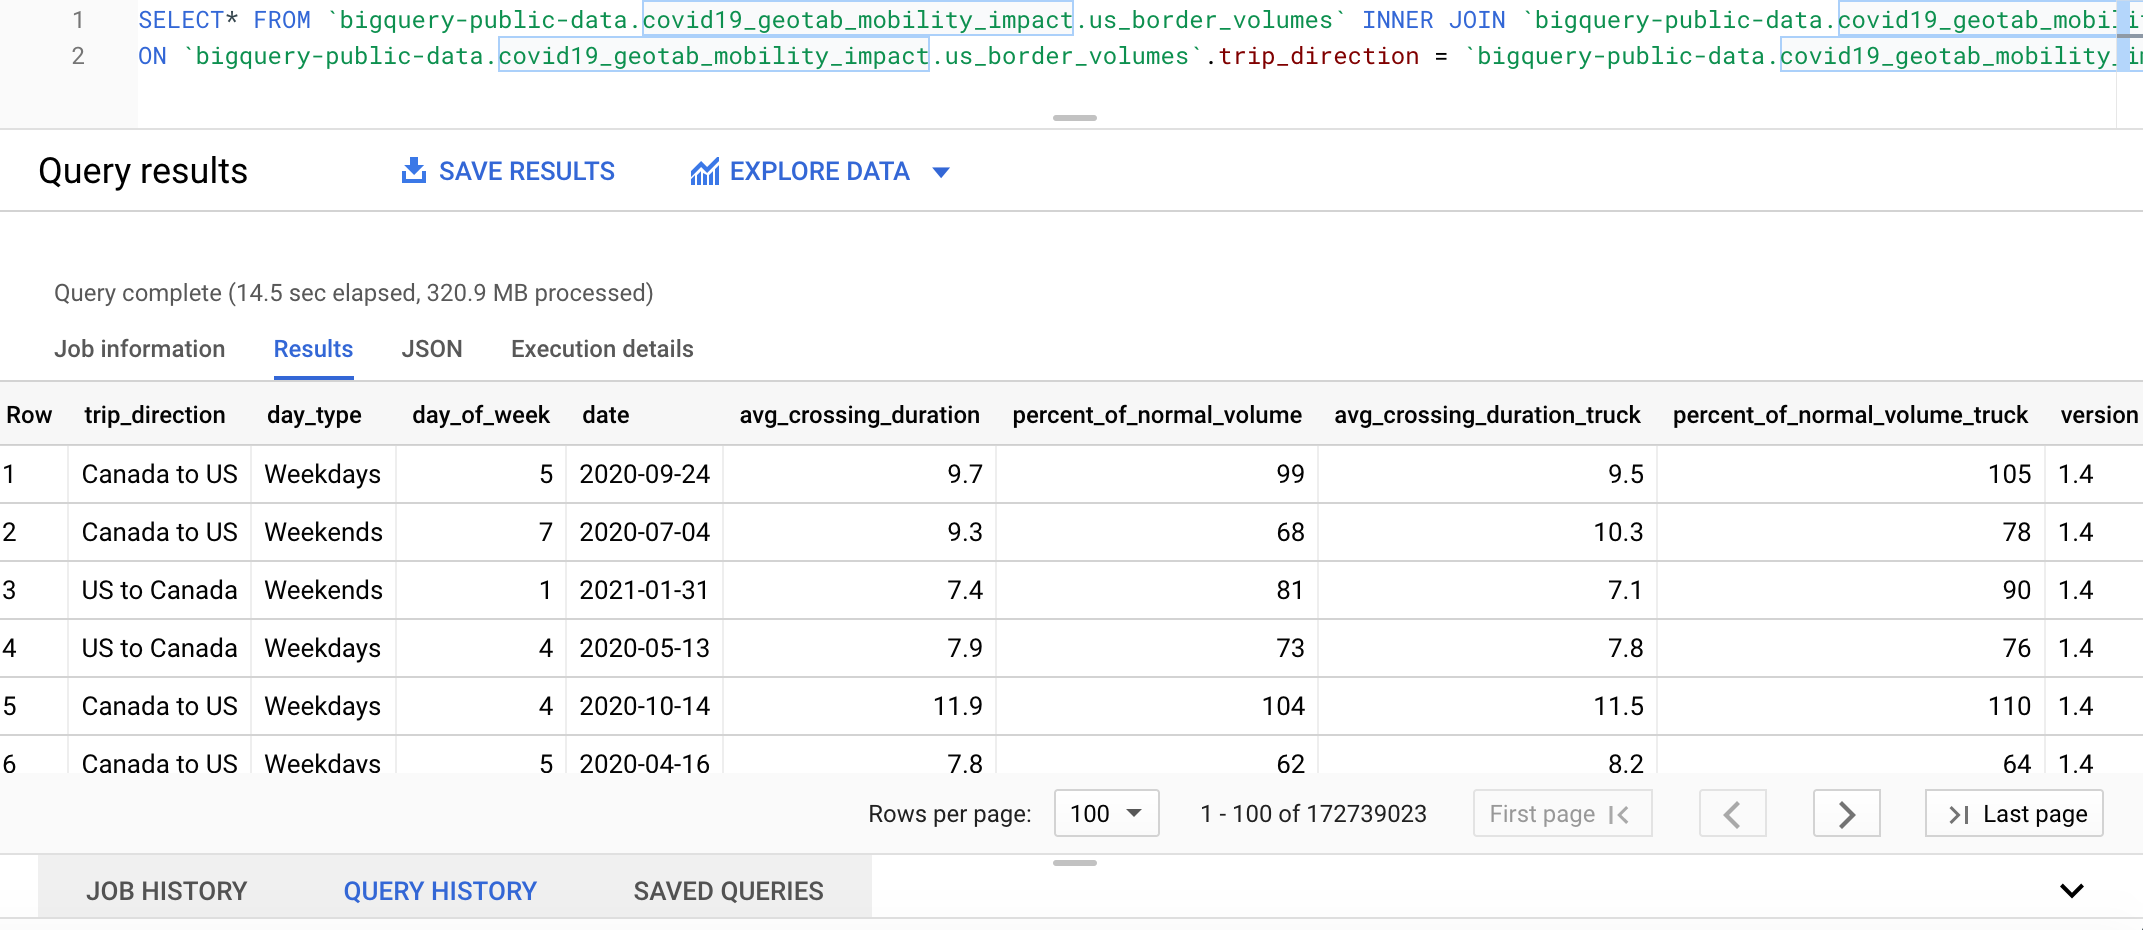 1 SELECT* FROM `bigquery-public-data.covid19_geotab_mobility_impact.us_border_volumes` INNER JOIN `bigquery-public-data.covid19_geotab_mobilit
2 ON `bigquery-public-data.covid19_geotab_mobility_impact.us_border_volumes`.trip_direction = `bigquery-public-data.covid19_geotab_mobility_im
Query results SAVE RESULTS EXPLORE DATA
Query complete (14.5 sec elapsed, 320.9 MB processed)
Job information Results JSON Execution details
Row trip_direction day_type day_of_week date avg_crossing_duration percent_of_normal_volume avg_crossing_duration_truck percent_of_normal_volume_truck version
1 Canada to US Weekdays 5 2020-09-24 9.7 99 9.5 105 1.4
2 Canada to US Weekends 7 2020-07-04 9.3 68 10.3 78 1.4
3 US to Canada Weekends 1 2021-01-31 7.4 81 7.1 90 1.4
4 US to Canada Weekdays 4 2020-05-13 7.9 73 7.8 76 1.4
5 Canada to US Weekdays 4 2020-10-14 11.9 104 11.5 110 1.4
6 Canada to US Weekdays 5 2020-04-16 7.8 62 8.2 64 1.4
Rows per page: 100 1 - 100 of 172739023 First page Last page
JOB HISTORY QUERY HISTORY SAVED QUERIES